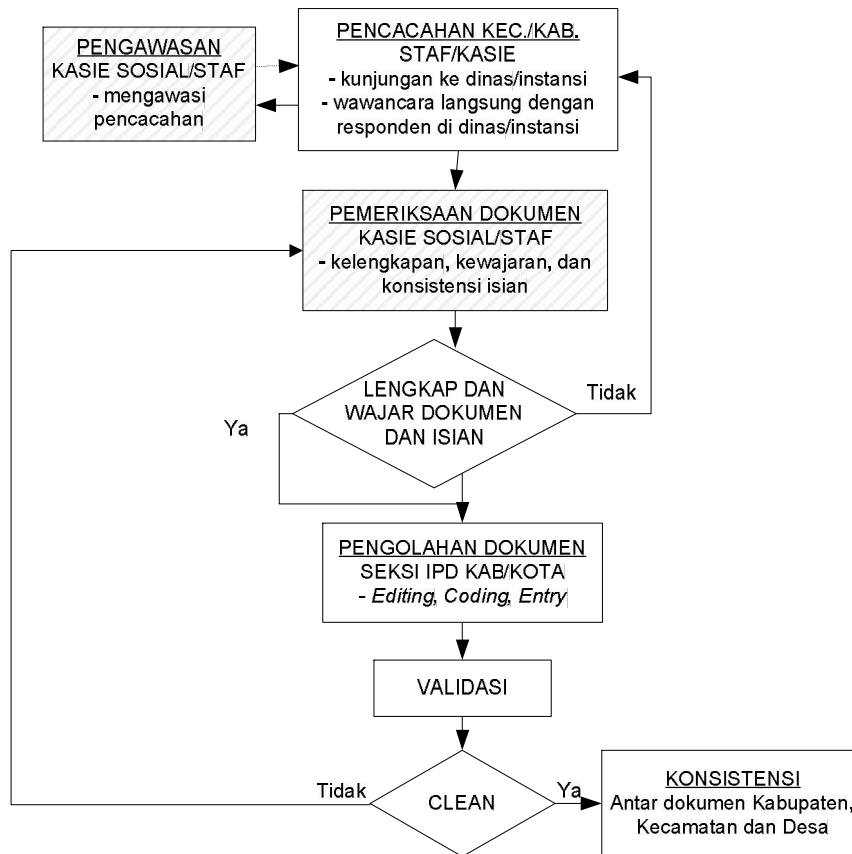 PENGAWASAN
KASIE SOSIAL/STAF
- mengawasi
pencacahan
PENCACAHAN KEC./KAB.
STAF/KASIE
- kunjungan ke dinas/instansi
- wawancara langsung dengan
responden di dinas/instansi
PEMERIKSAAN DOKUMEN
KASIE SOSIAL/STAF
- kelengkapan, kewajaran, dan
konsistensi isian
LENGKAP DAN
WAJAR DOKUMEN
DAN ISIAN
Tidak
Ya
PENGOLAHAN DOKUMEN
SEKSI IPD KAB/KOTA
- Editing, Coding, Entry
VALIDASI
Tidak
CLEAN
Ya
KONSISTENSI
Antar dokumen Kabupaten,
Kecamatan dan Desa